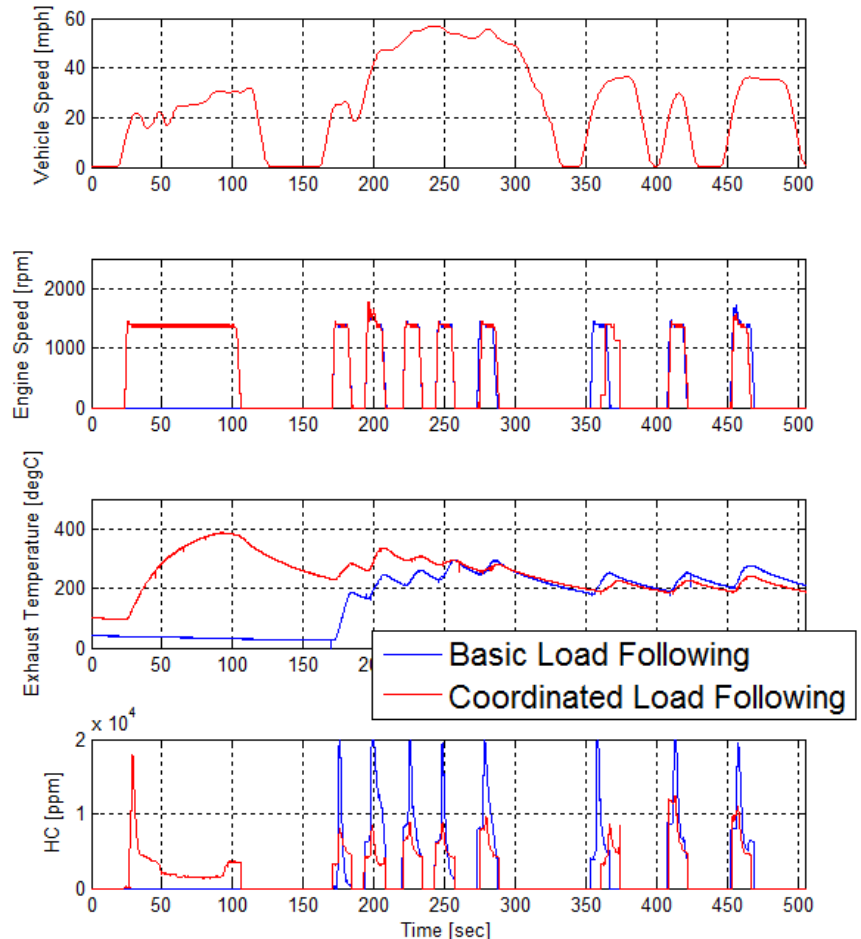 60
40
20
0
Vehicle Speed [mph]
0 50 100 150 200 250 300 350 400 450 500
2000
1000
0
Engine Speed [rpm]
0 50 100 150 200 250 300 350 400 450 500
400
200
0
Exhaust Temperature [degC]
0 50 100 150 200
Basic Load Following
Coordinated Load Following
x 10^4
2
1
0
HC [ppm]
0 50 100 150 200 250 300 350 400 450 500
Time [sec]